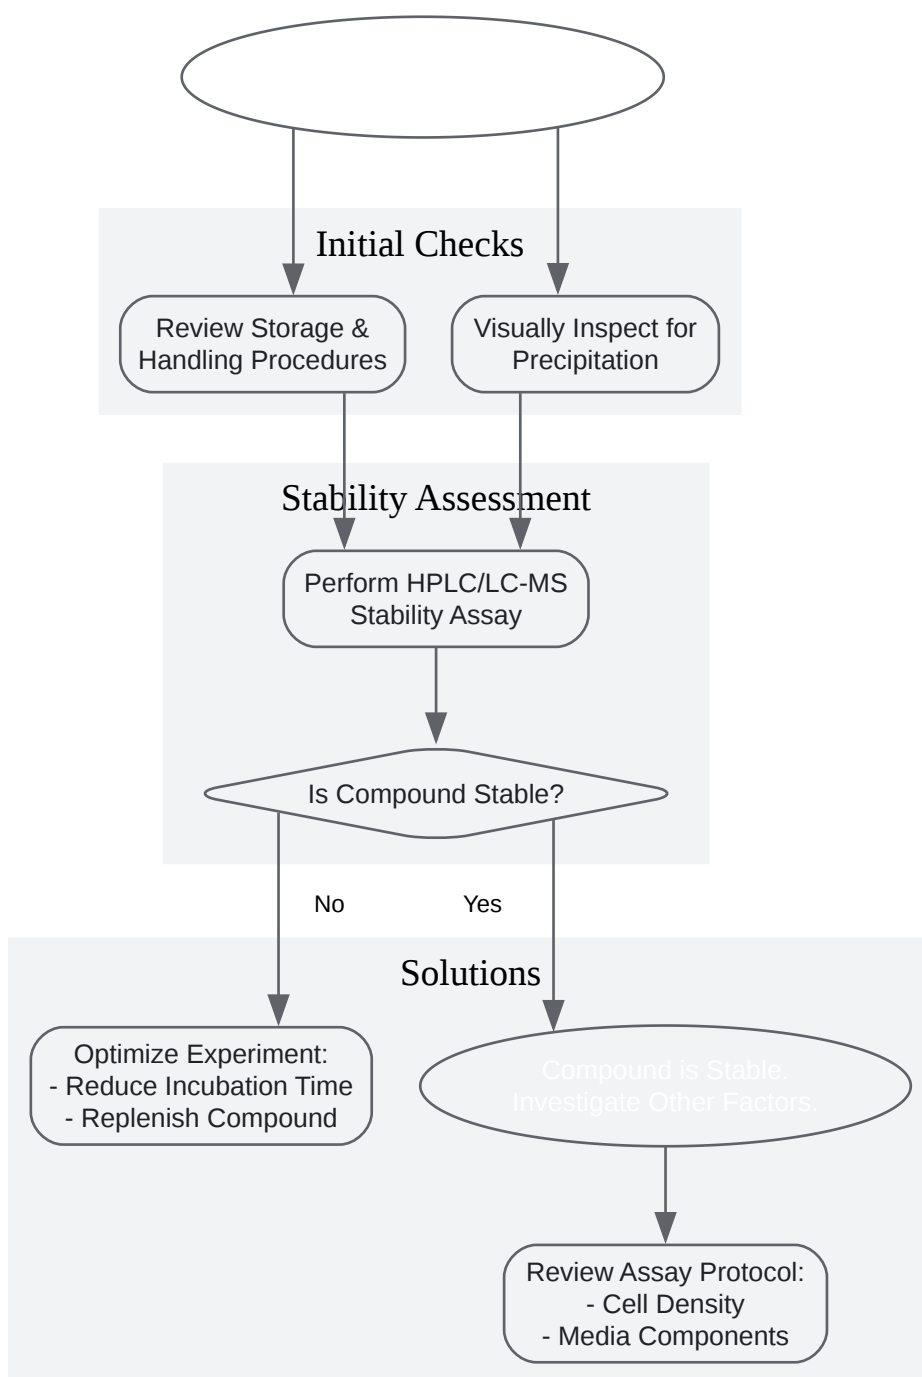 Initial Checks
Review Storage &
Handling Procedures
Visually Inspect for
Precipitation
Stability Assessment
Perform HPLC/LC-MS
Stability Assay
Is Compound Stable?
No
Yes
Solutions
Optimize Experiment:
- Reduce Incubation Time
- Replenish Compound
Compound is Stable.
Investigate Other Factors.
Review Assay Protocol:
- Cell Density
- Media Components